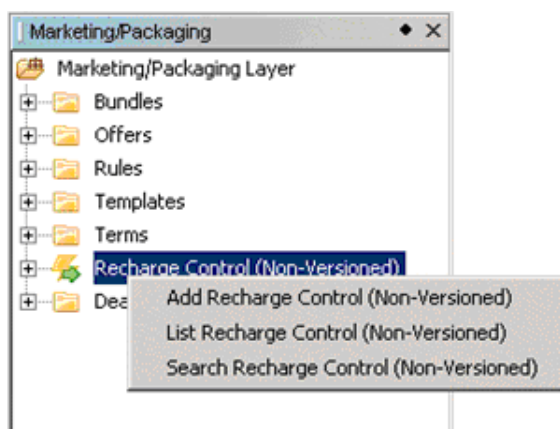 Marketing/Packaging
Marketing/Packaging Layer
Bundles
Offers
Rules
Templates
Terms
Recharge Control (Non-Versioned)
Add Recharge Control (Non-Versioned)
Dea
List Recharge Control (Non-Versioned)
Search Recharge Control (Non-Versioned)